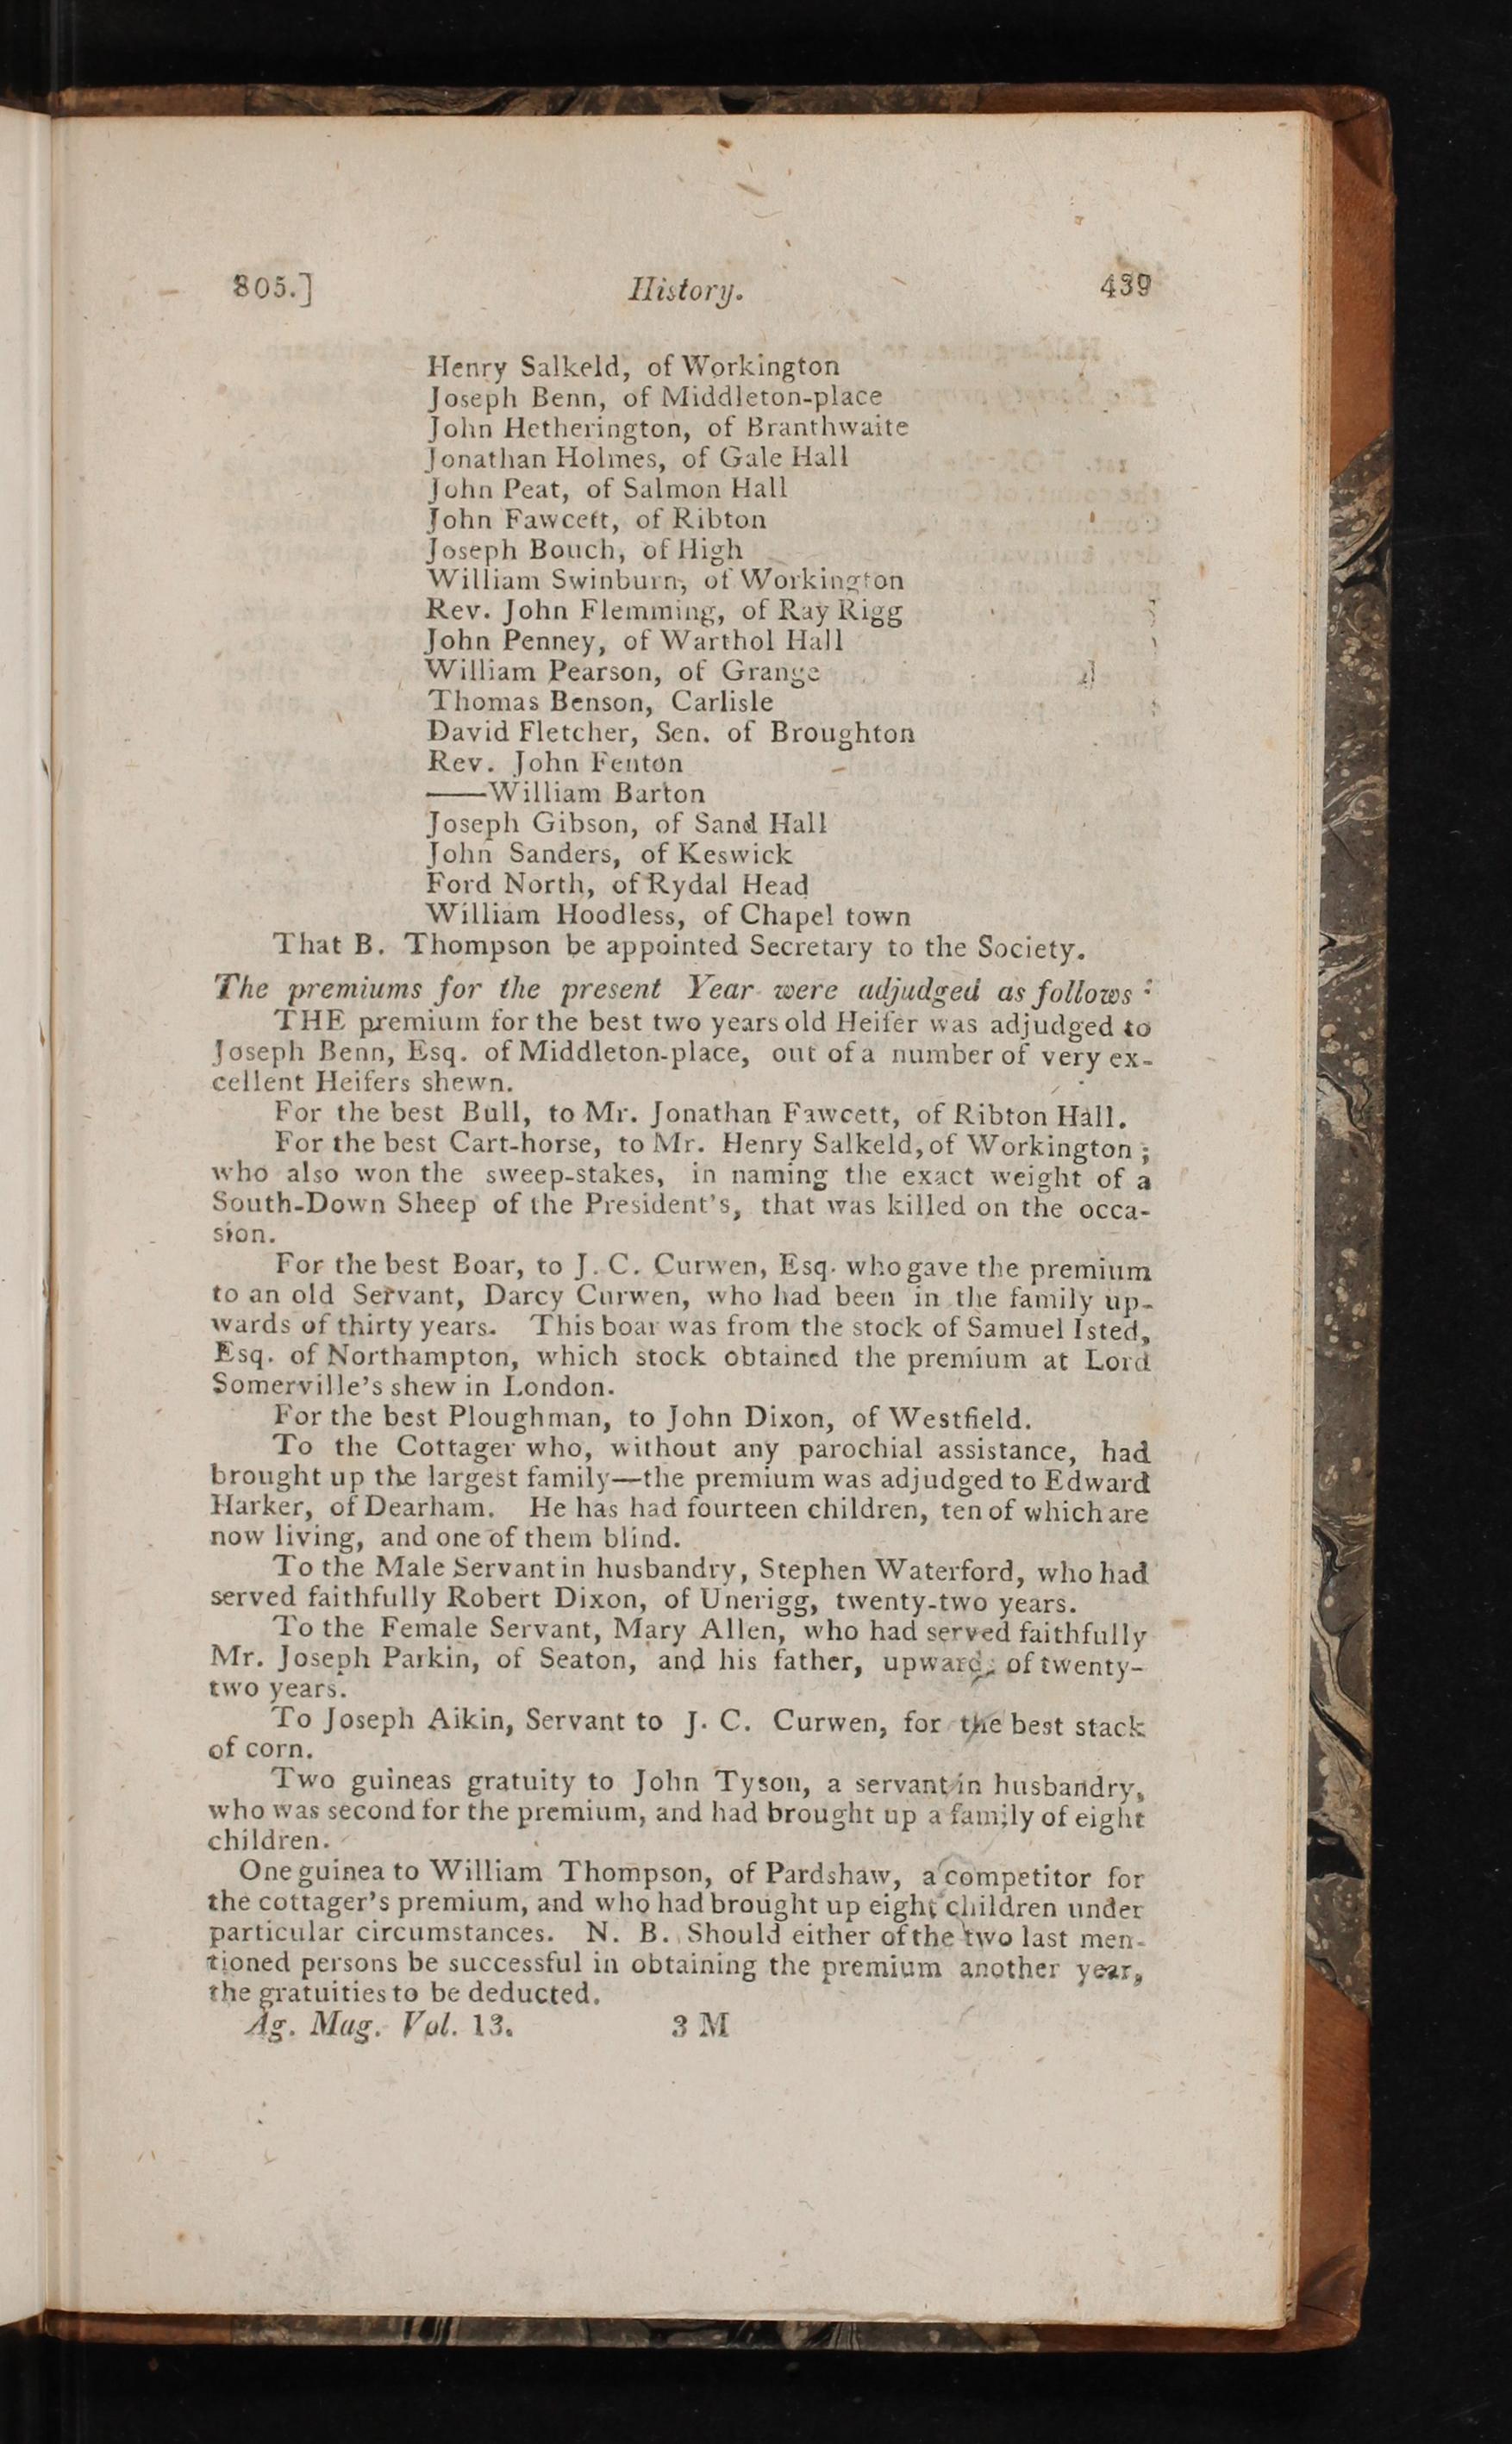 805.] History. 439
Henry Salkeld, of Workington
Joseph Benn, of Middleton-place
John Hetherington, of Branthwaite
Jonathan Holmes, of Gale Hall
John Peat, of Salmon Hall
John Fawcett, of Ribton
Joseph Bouch, of High
William Swinburn, of Workington
Rev. John Flemming, of Ray Rigg
John Penney, of Warthol Hall
William Pearson, of Grange
Thomas Benson, Carlisle
David Fletcher, Sen. of Broughton
Rev. John Fenton
——William Barton
Joseph Gibson, of Sand Hall
John Sanders, of Keswick
Ford North, of Rydal Head
William Hoodless, of Chapel town
That B. Thompson be appointed Secretary to the Society.
The premiums for the present Year were adjudged as follows:
THE premium for the best two years old Heifer was adjudged to
Joseph Benn, Esq. of Middleton-place, out of a number of very ex-
cellent Heifers shewn.
For the best Bull, to Mr. Jonathan Fawcett, of Ribton Hall.
For the best Cart-horse, to Mr. Henry Salkeld, of Workington;
who also won the sweep-stakes, in naming the exact weight of a
South-Down Sheep of the President's, that was killed on the occa-
sion.
For the best Boar, to J. C. Curwen, Esq. who gave the premium
to an old Servant, Darcy Curwen, who had been in the family up-
wards of thirty years. This boar was from the stock of Samuel Isted,
Esq. of Northampton, which stock obtained the premium at Lord
Somerville's shew in London.
For the best Ploughman, to John Dixon, of Westfield.
To the Cottager who, without any parochial assistance, had
brought up the largest family—the premium was adjudged to Edward
Harker, of Dearham. He has had fourteen children, ten of which are
now living, and one of them blind.
To the Male Servant in husbandry, Stephen Waterford, who had
served faithfully Robert Dixon, of Unerigg, twenty-two years.
To the Female Servant, Mary Allen, who had served faithfully
Mr. Joseph Parkin, of Seaton, and his father, upwards of twenty-
two years.
To Joseph Aikin, Servant to J. C. Curwen, for the best stack
of corn.
Two guineas gratuity to John Tyson, a servant in husbandry,
who was second for the premium, and had brought up a family of eight
children.
One guinea to William Thompson, of Pardshaw, a competitor for
the cottager's premium, and who had brought up eight children under
particular circumstances. N. B. Should either of the two last men-
tioned persons be successful in obtaining the premium another year,
the gratuities to be deducted.
Ag. Mag. Vol. 13. 3 M